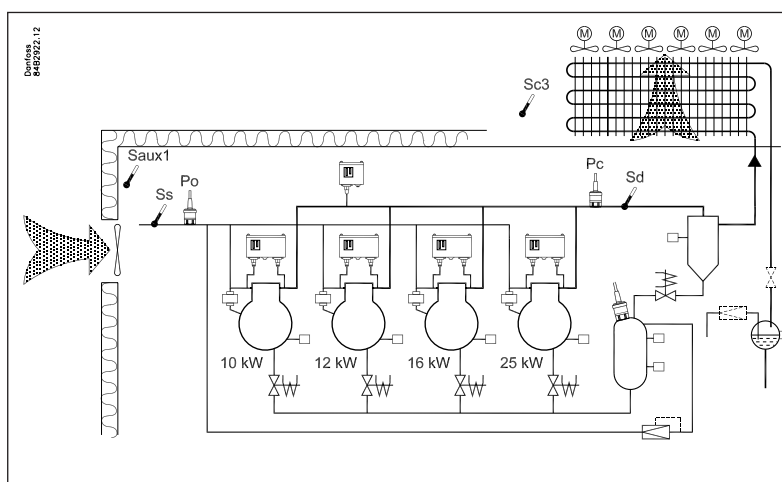 Danfoss
84B2922.12
M M M M M M
Sc3
Saux1
Ss
Po
Pc
Sd
10 kW
12 kW
16 kW
25 kW